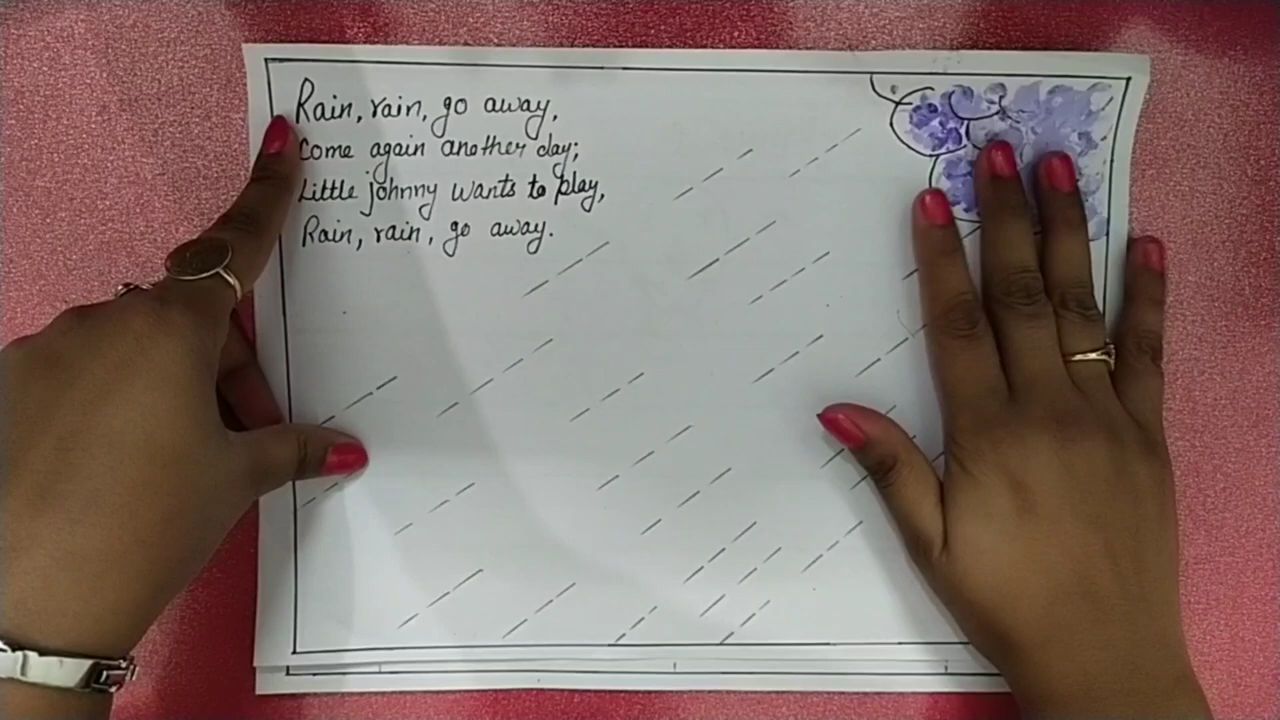 Rain, rain, go away,
Come again another day;
Little johnny wants to play,
Rain, rain, go away.